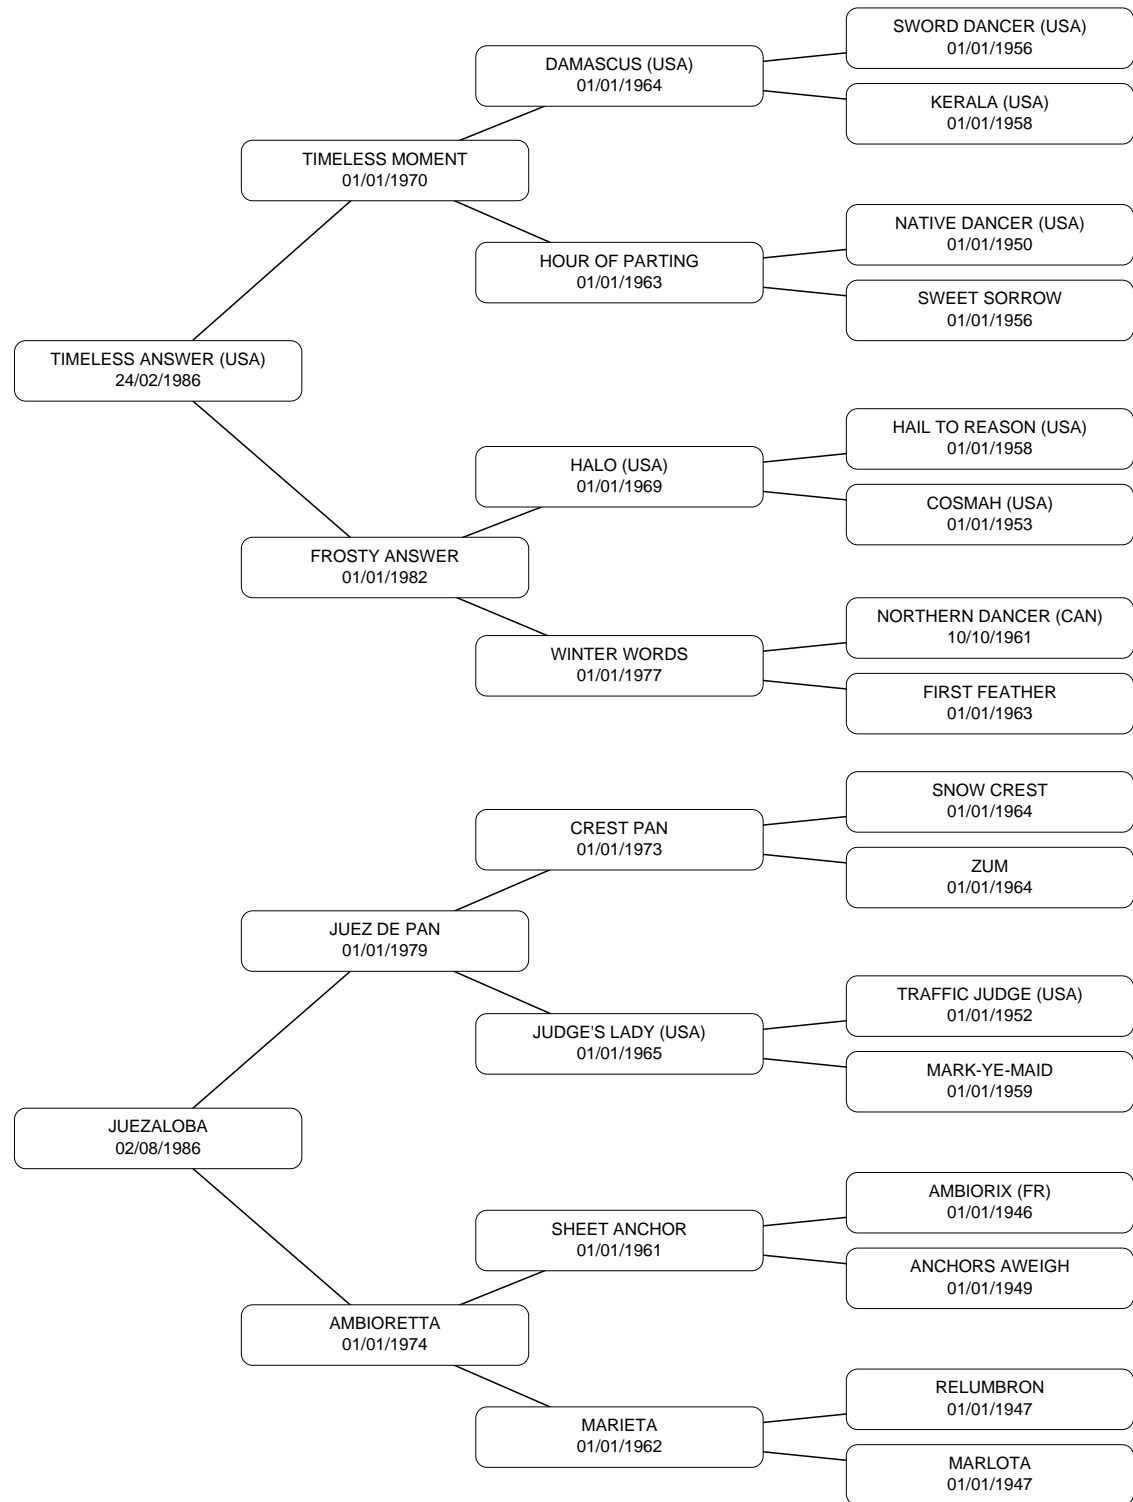 SWORD DANCER (USA)
01/01/1956
DAMASCUS (USA)
01/01/1964
KERALA (USA)
01/01/1958
TIMELESS MOMENT
01/01/1970
NATIVE DANCER (USA)
01/01/1950
HOUR OF PARTING
01/01/1963
SWEET SORROW
01/01/1956
TIMELESS ANSWER (USA)
24/02/1986
HAIL TO REASON (USA)
01/01/1958
HALO (USA)
01/01/1969
COSMAH (USA)
01/01/1953
FROSTY ANSWER
01/01/1982
NORTHERN DANCER (CAN)
10/10/1961
WINTER WORDS
01/01/1977
FIRST FEATHER
01/01/1963
SNOW CREST
01/01/1964
CREST PAN
01/01/1973
ZUM
01/01/1964
JUEZ DE PAN
01/01/1979
TRAFFIC JUDGE (USA)
01/01/1952
JUDGE'S LADY (USA)
01/01/1965
MARK-YE-MAID
01/01/1959
JUEZALOBA
02/08/1986
AMBIORIX (FR)
01/01/1946
SHEET ANCHOR
01/01/1961
ANCHORS AWEIGH
01/01/1949
AMBIORETTA
01/01/1974
RELUMBRON
01/01/1947
MARIETA
01/01/1962
MARLOTA
01/01/1947